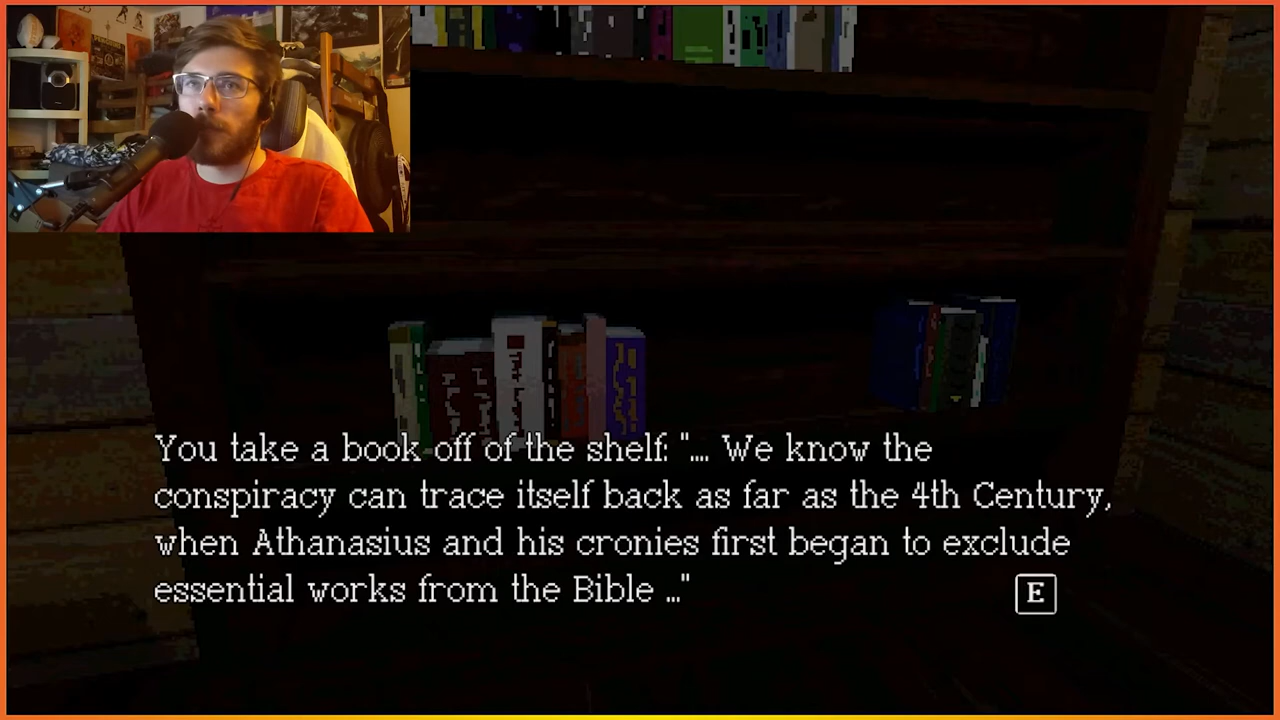 You take a book off of the shelf: ".... We know the
conspiracy can trace itself back as far as the 4th Century,
when Athanasius and his cronies first began to exclude
essential works from the Bible ..."
E